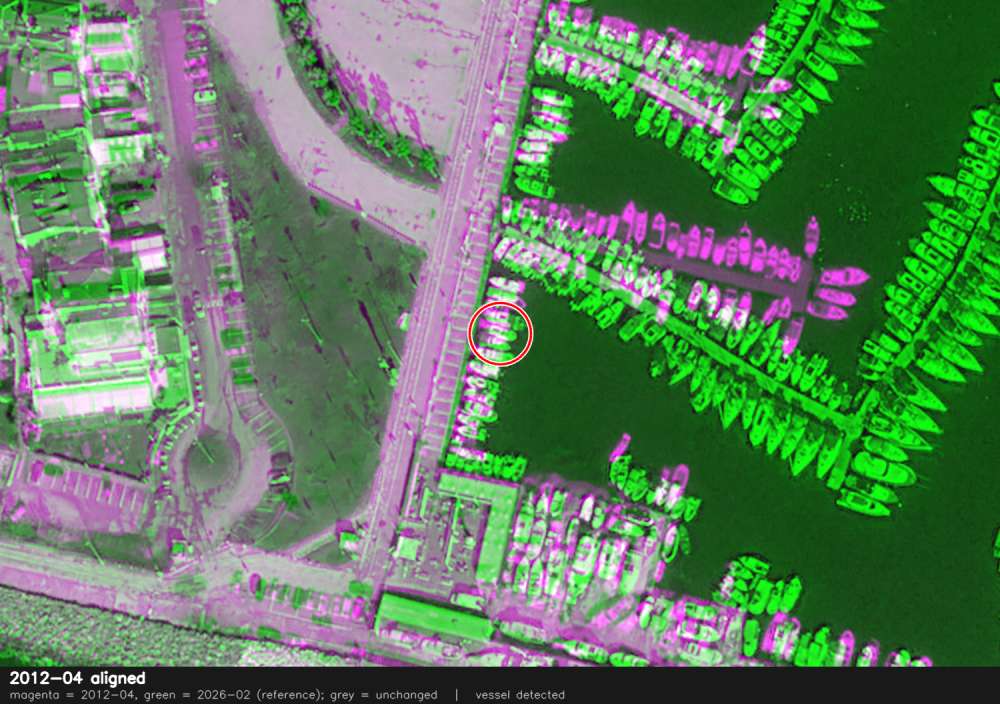 2012-04 aligned
magenta = 2012-04, green = 2026-02 (reference); grey = unchanged | vessel detected